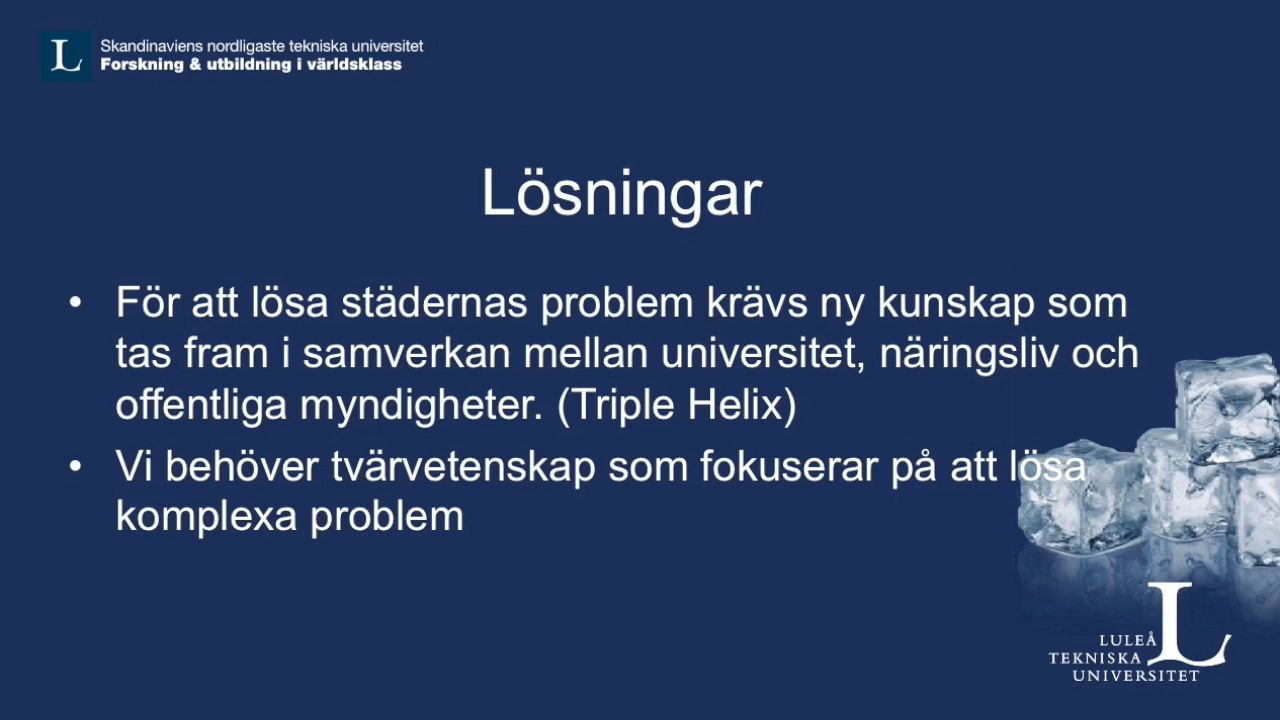 Skandinaviens nordligaste tekniska universitet
Forskning & utbildning i världsklass
Lösningar
• För att lösa städernas problem krävs ny kunskap som
tas fram i samverkan mellan universitet, näringsliv och
offentliga myndigheter. (Triple Helix)
• Vi behöver tvärvetenskap som fokuserar på att lösa
komplexa problem
L
LULEÅ
TEKNISKA
UNIVERSITET